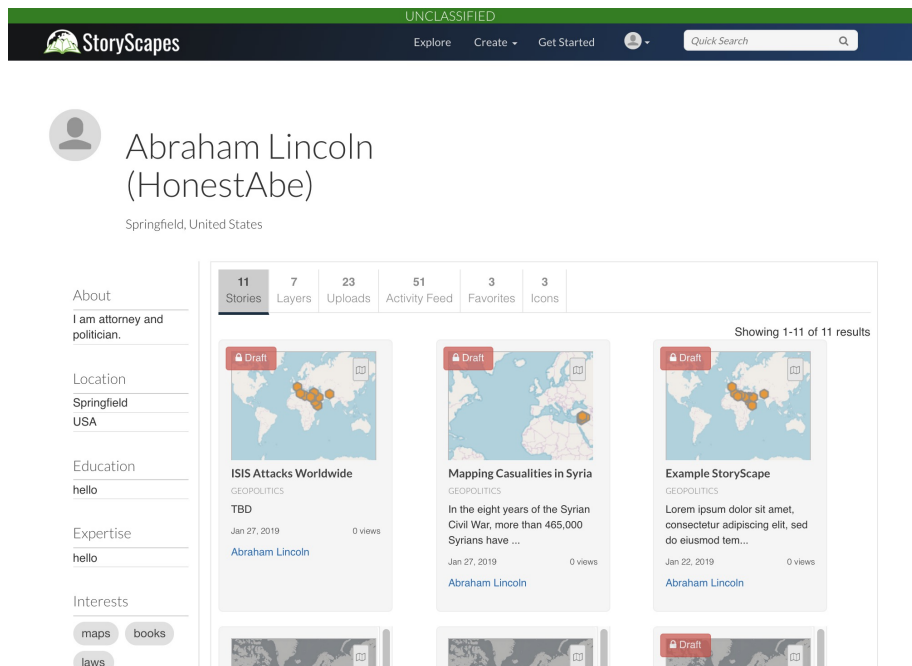 UNCLASSIFIED
StoryScapes
Explore Create Get Started Quick Search
Abraham Lincoln
(HonestAbe)
Springfield, United States
About
I am attorney and
politician.
Location
Springfield
USA
Education
hello
Expertise
hello
Interests
maps books
laws
11 7 23 51 3 3
Stories Layers Uploads Activity Feed Favorites Icons
Showing 1-11 of 11 results
Draft
ISIS Attacks Worldwide
GEOPOLITICS
TBD
Jan 27, 2019 0 views
Abraham Lincoln
Draft
Mapping Casualities in Syria
GEOPOLITICS
In the eight years of the Syrian
Civil War, more than 465,000
Syrians have ...
Jan 27, 2019 0 views
Abraham Lincoln
Draft
Example StoryScape
GEOPOLITICS
Lorem ipsum dolor sit amet,
consectetur adipiscing elit, sed
do eiusmod tem...
Jan 22, 2019 0 views
Abraham Lincoln
Draft